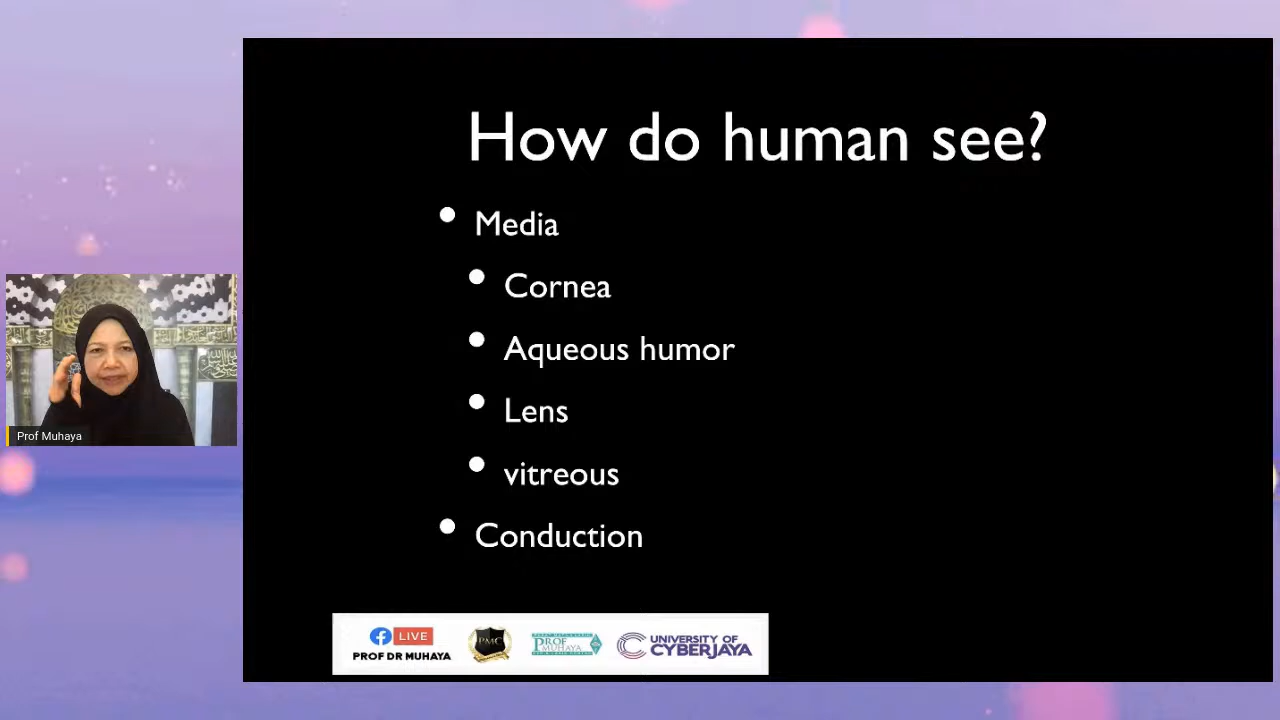 How do human see?
Media
Cornea
Aqueous humor
Lens
vitreous
Conduction
Prof Muhaya
LIVE
PROF DR MUHAYA
PMC
PROF
MUHAYA
UNIVERSITY OF
CYBERJAYA